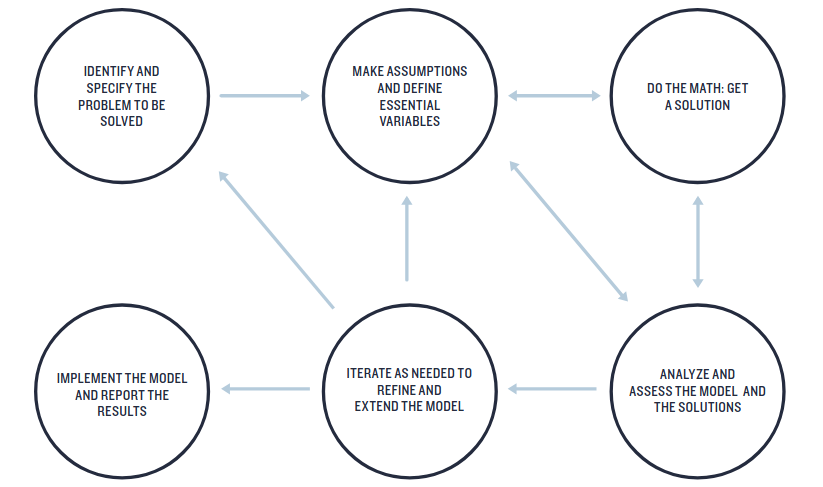 IDENTIFY AND
SPECIFY THE
PROBLEM TO BE
SOLVED
MAKE ASSUMPTIONS
AND DEFINE
ESSENTIAL
VARIABLES
DO THE MATH: GET
A SOLUTION
IMPLEMENT THE MODEL
AND REPORT THE
RESULTS
ITERATE AS NEEDED TO
REFINE AND
EXTEND THE MODEL
ANALYZE AND
ASSESS THE MODEL AND
THE SOLUTIONS